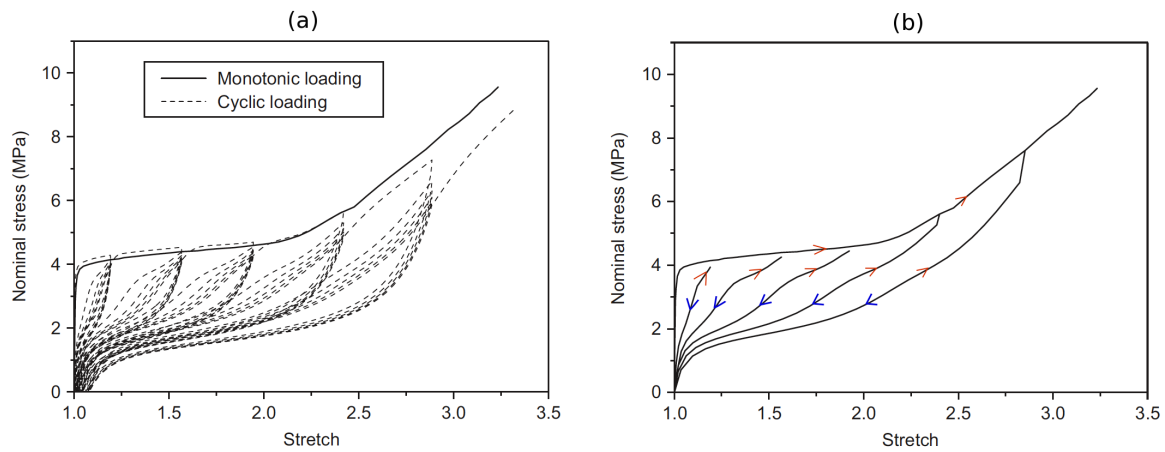 (a)
Nominal stress (MPa)
10
8
6
4
2
0
Monotonic loading
Cyclic loading
1.0 1.5 2.0 2.5 3.0 3.5
Stretch
(b)
Nominal stress (MPa)
10
8
6
4
2
0
1.0 1.5 2.0 2.5 3.0 3.5
Stretch